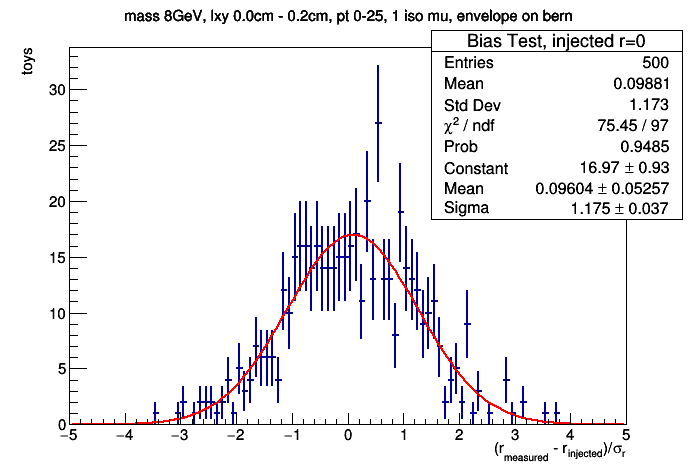 mass 8GeV, lxy 0.0cm - 0.2cm, pt 0-25, 1 iso mu, envelope on bern
Bias Test, injected r=0
Entries 500
Mean 0.09881
Std Dev 1.173
χ² / ndf 75.45 / 97
Prob 0.9485
Constant 16.97 ± 0.93
Mean 0.09604 ± 0.05257
Sigma 1.175 ± 0.037
toys
30
25
20
15
10
5
0
−5 −4 −3 −2 −1 0 1 2 3 4 5
(r_measured - r_injected)/σ_r